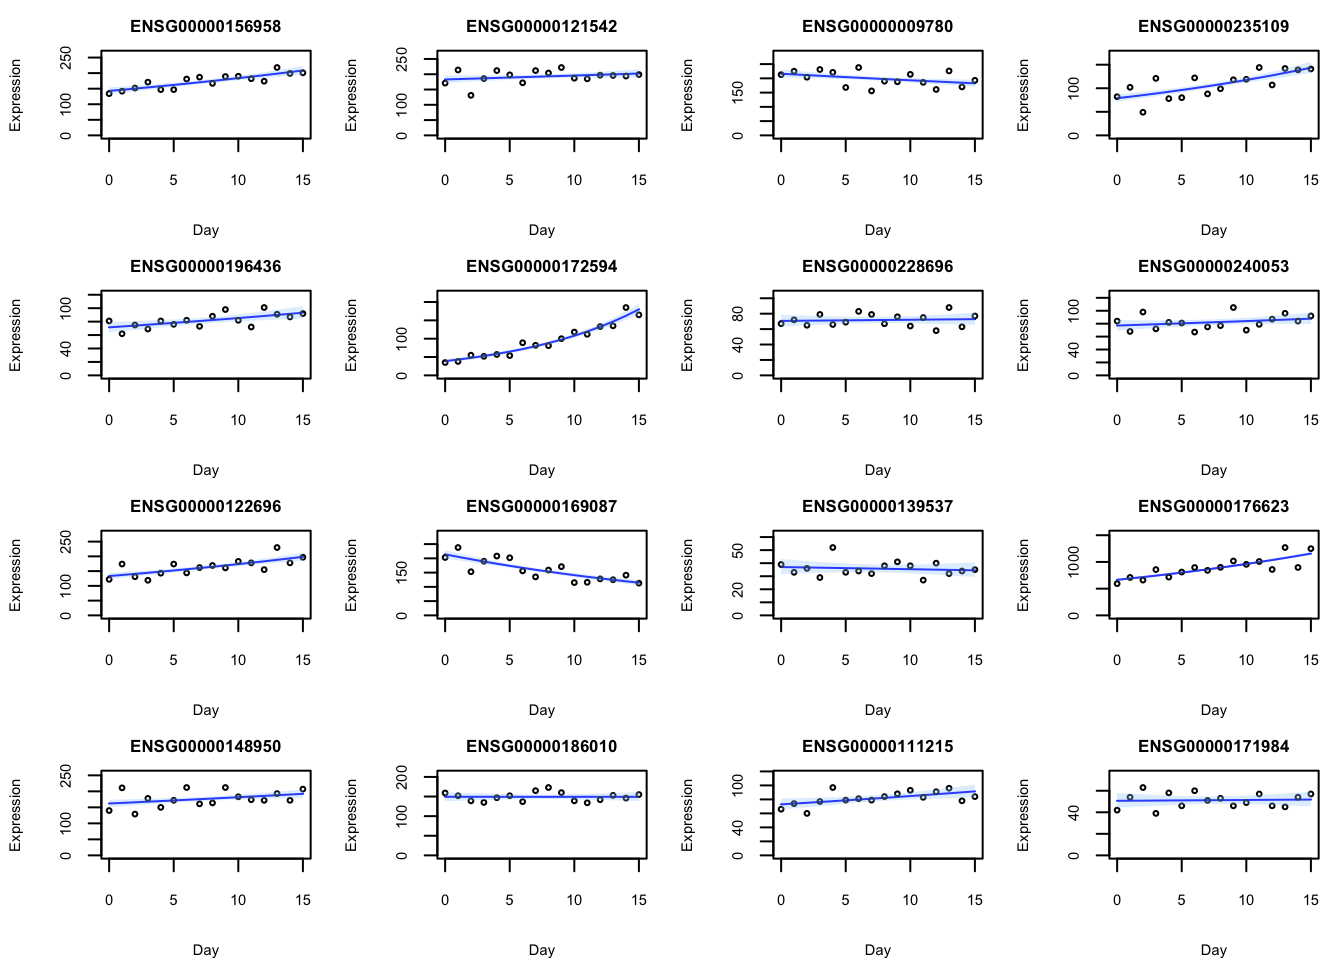 ENSG00000156958 ENSG00000121542 ENSG00000009780 ENSG00000235109
Expression 0 100 250 Expression 0 100 250 Expression 0 150 Expression 0 100
0 5 10 15 0 5 10 15 0 5 10 15 0 5 10 15
Day Day Day Day
ENSG00000196436 ENSG00000172594 ENSG00000228696 ENSG00000240053
Expression 0 40 100 Expression 0 100 Expression 0 40 80 Expression 0 40 100
0 5 10 15 0 5 10 15 0 5 10 15 0 5 10 15
Day Day Day Day
ENSG00000122696 ENSG00000169087 ENSG00000139537 ENSG00000176623
Expression 0 100 250 Expression 0 150 Expression 0 20 50 Expression 0 1000
0 5 10 15 0 5 10 15 0 5 10 15 0 5 10 15
Day Day Day Day
ENSG00000148950 ENSG00000186010 ENSG00000111215 ENSG00000171984
Expression 0 100 250 Expression 0 100 200 Expression 0 40 100 Expression 0 40
0 5 10 15 0 5 10 15 0 5 10 15 0 5 10 15
Day Day Day Day